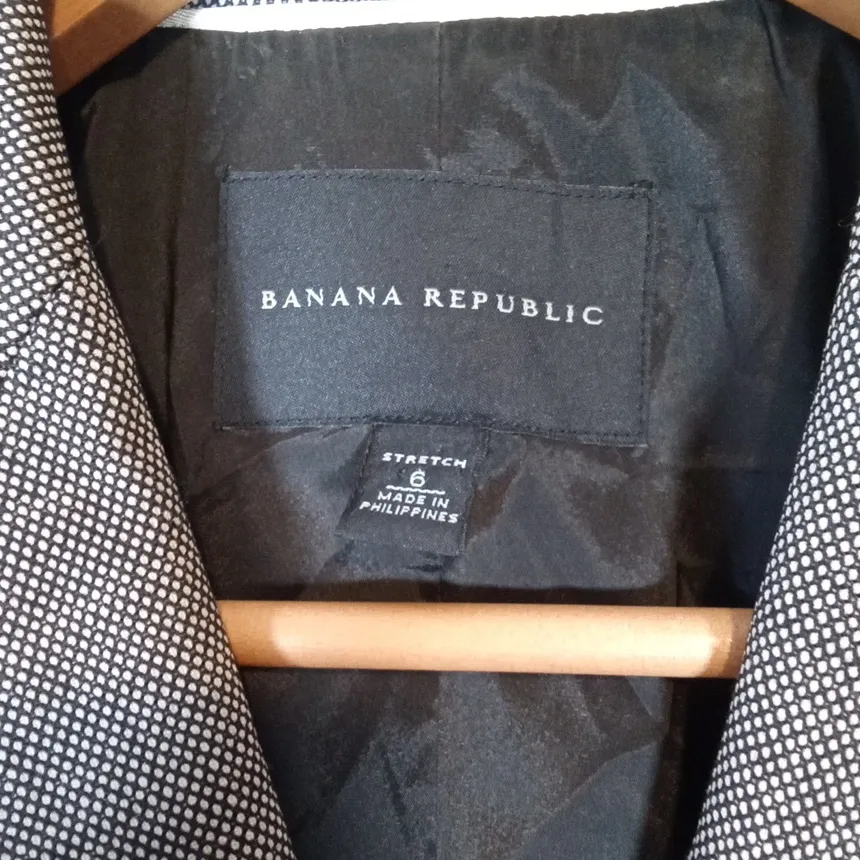 BANANA REPUBLIC
STRETCH
6
MADE IN
PHILIPPINES